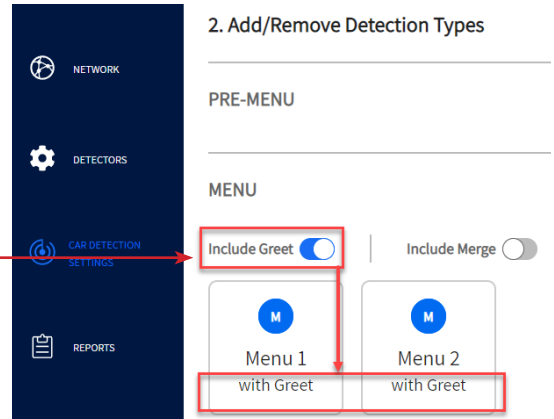 2. Add/Remove Detection Types
NETWORK
PRE-MENU
DETECTORS
MENU
CAR DETECTION
SETTINGS
Include Greet
Include Merge
REPORTS
M
Menu 1
with Greet
M
Menu 2
with Greet